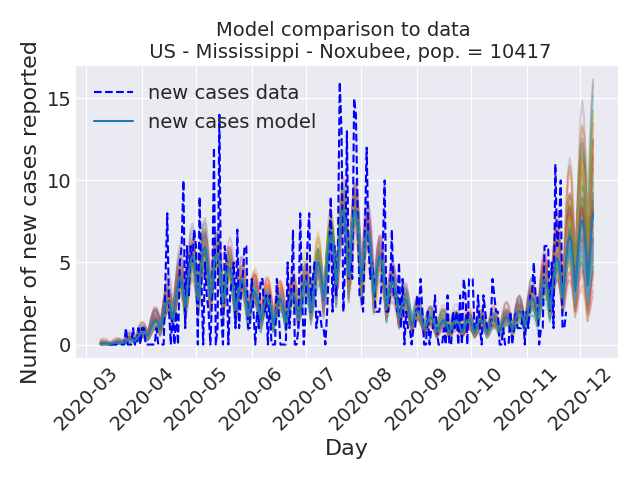 Model comparison to data
US - Mississippi - Noxubee, pop. = 10417
Number of new cases reported
15
10
5
0
new cases data
new cases model
2020-03
2020-04
2020-05
2020-06
2020-07
2020-08
2020-09
2020-10
2020-11
2020-12
Day